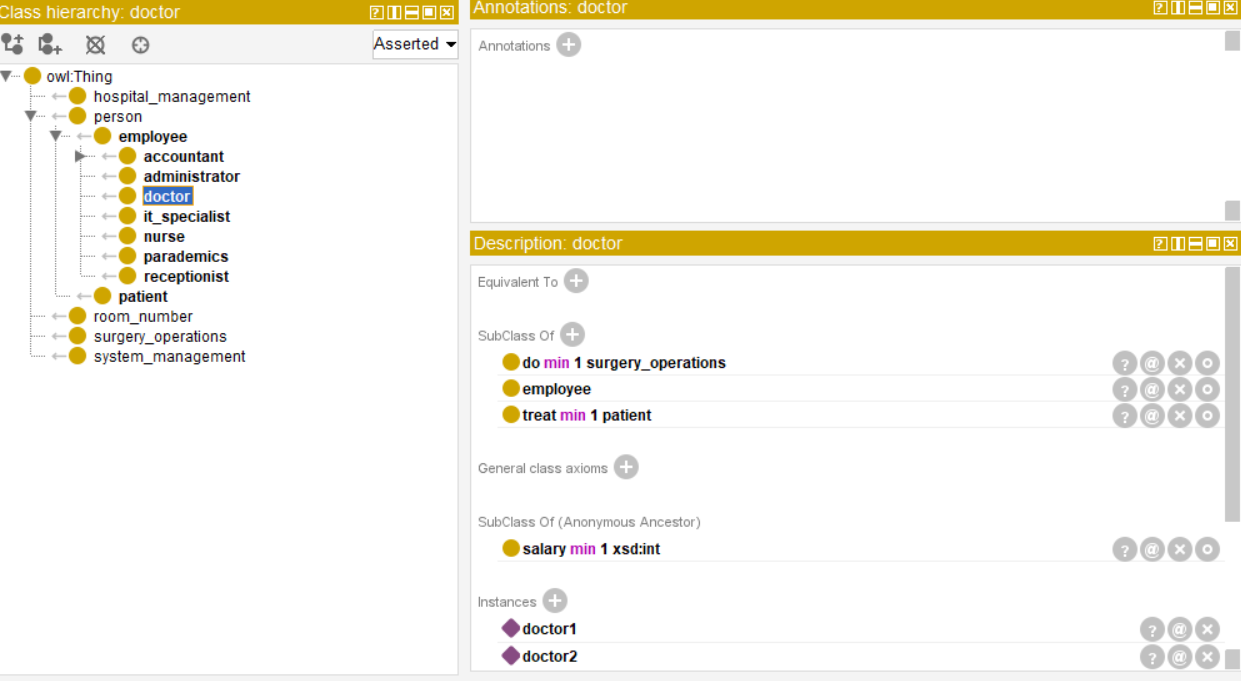 Class hierarchy: doctor
Asserted
owl:Thing
hospital_management
person
employee
accountant
administrator
doctor
it_specialist
nurse
parademics
receptionist
patient
room_number
surgery_operations
system_management
Annotations: doctor
Annotations
Description: doctor
Equivalent To
SubClass Of
do min 1 surgery_operations
employee
treat min 1 patient
General class axioms
SubClass Of (Anonymous Ancestor)
salary min 1 xsd:int
Instances
doctor1
doctor2